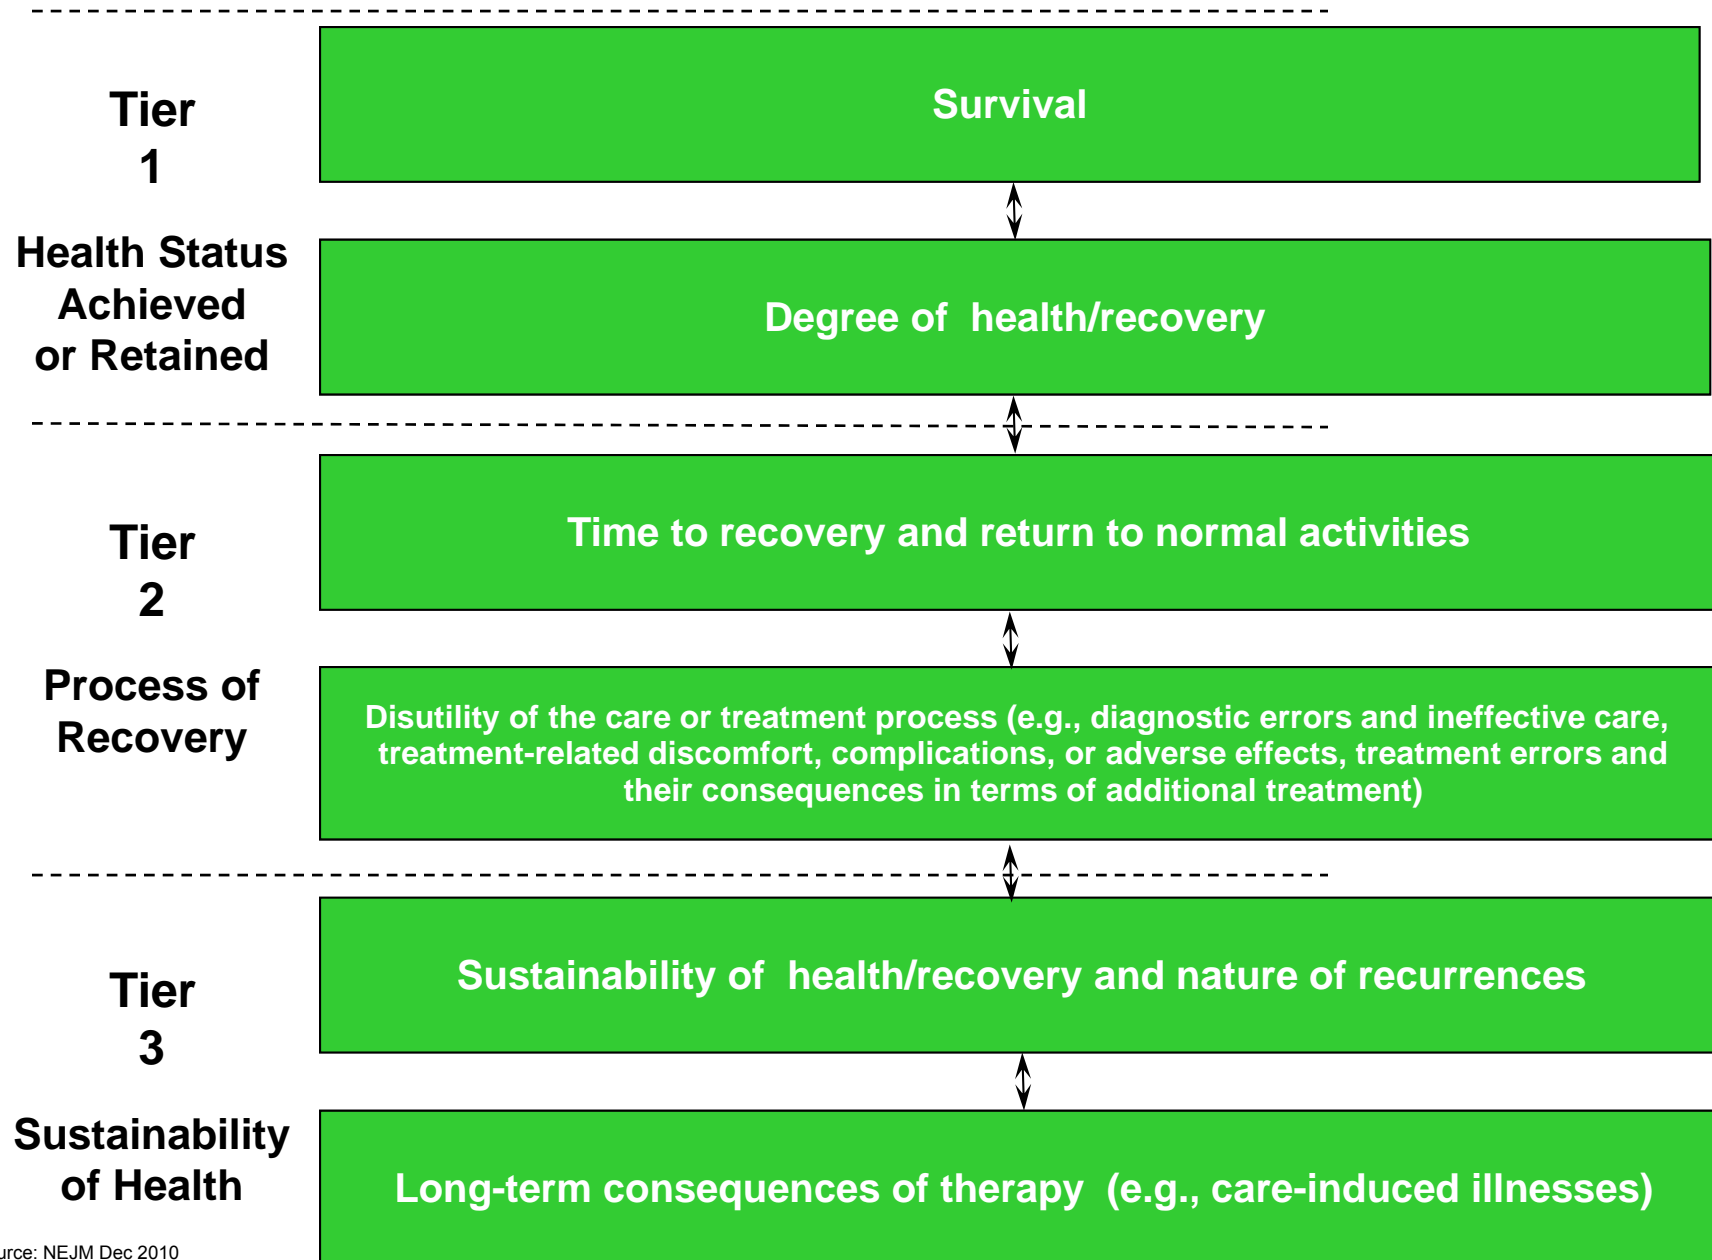 Tier
1
Survival
Health Status
Achieved
or Retained
Degree of  health/recovery
Tier
2
Time to recovery and return to normal activities
Process of
Recovery
Disutility of the care or treatment process (e.g., diagnostic errors and ineffective care,
treatment-related discomfort, complications, or adverse effects, treatment errors and
their consequences in terms of additional treatment)
Tier
3
Sustainability of  health/recovery and nature of recurrences
Sustainability
of Health
Long-term consequences of therapy  (e.g., care-induced illnesses)
urce: NEJM Dec 2010